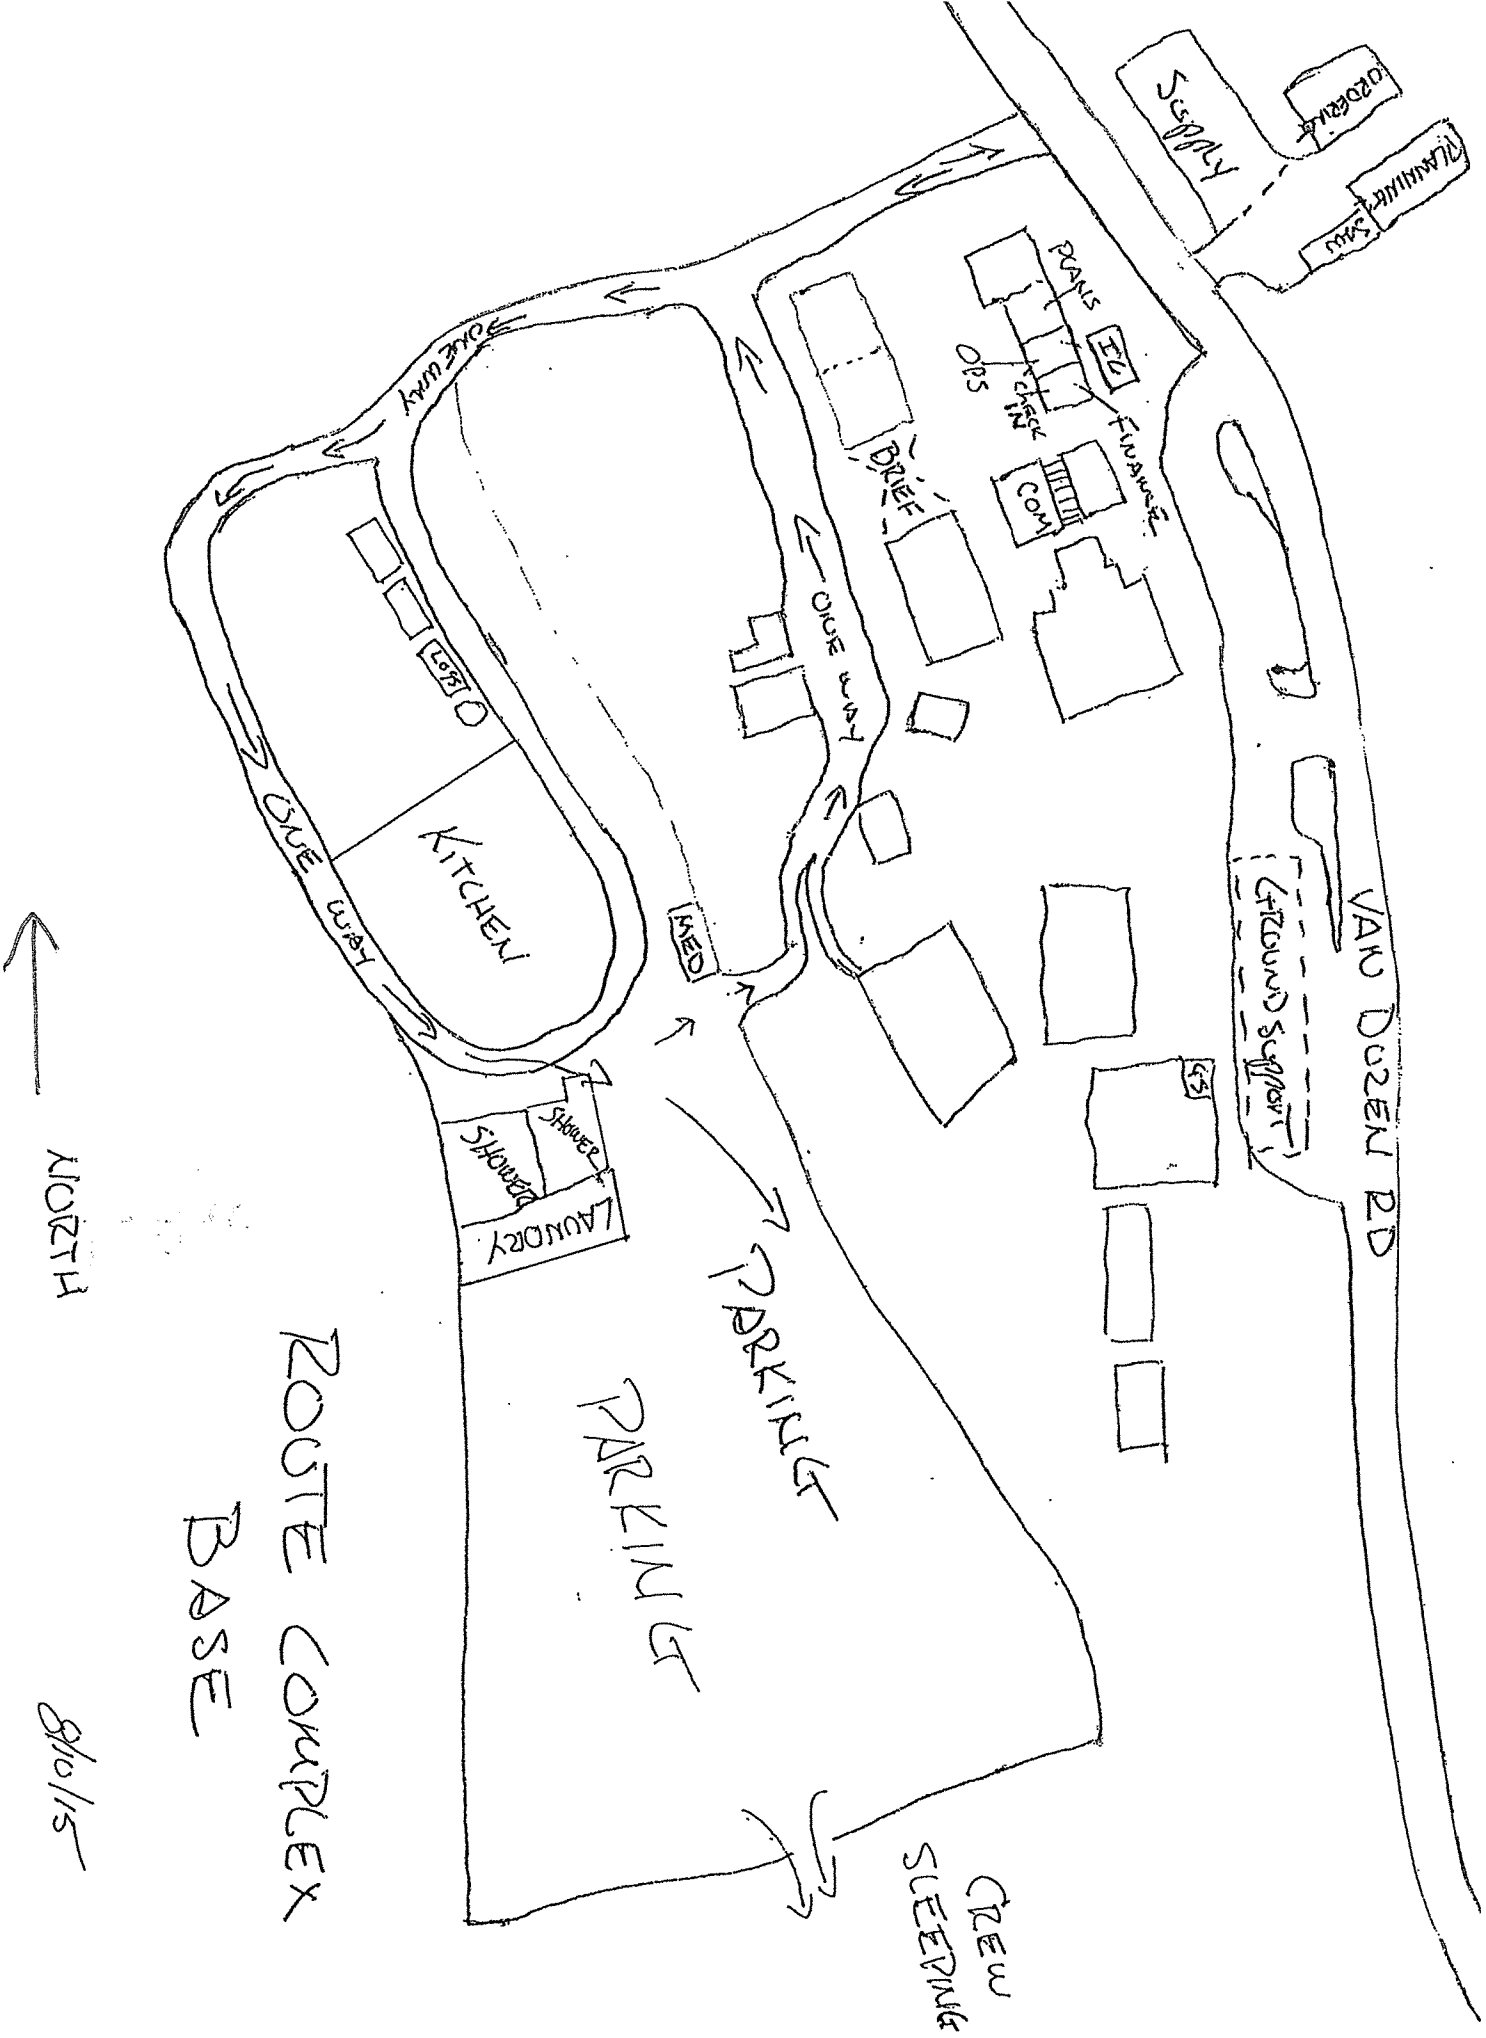 ORDERIN
PLANNING
Supply
PLANS
IC
OPS
CHECK
IN
FINANCE
COM
BRIEF
ONE WAY
ONE WAY
LOGS
KITCHEN
ONE WAY
MED
VAN DUZEN RD
GROUND SUPPORT
GS
SHOWER
SHOWER
LAUNDRY
PARKING
PARKING
CREW
SLEEPING
NORTH
ROUTE COMPLEX
BASE
8/10/15